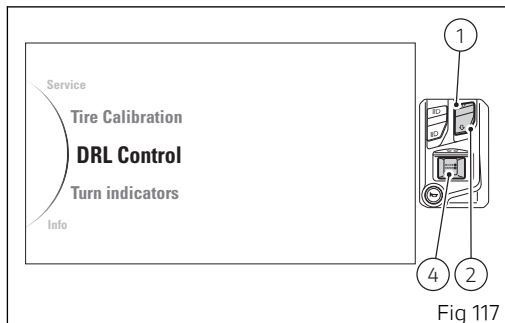 Service
Tire Calibration
DRL Control
Turn indicators
Info
1
4
2
Fig 117